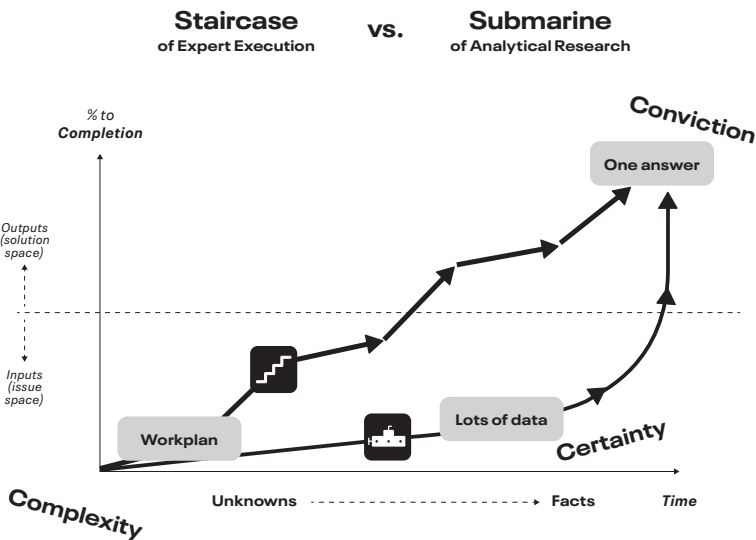 Staircase
of Expert Execution
vs.
Submarine
of Analytical Research
% to
Completion
Conviction
One answer
Outputs
(solution
space)
Inputs
(issue
space)
Workplan
Lots of data
Certainty
Complexity
Unknowns
Facts
Time